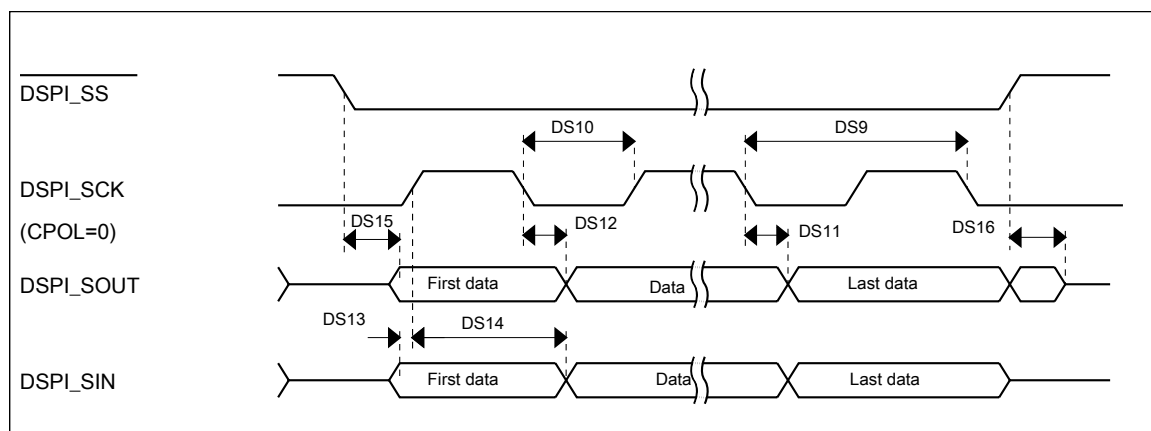 DSPI_SS
DS10
DS9
DSPI_SCK
(CPOL=0)
DS15
DS12
DS11
DS16
DSPI_SOUT
First data
Data
Last data
DS13
DS14
DSPI_SIN
First data
Data
Last data